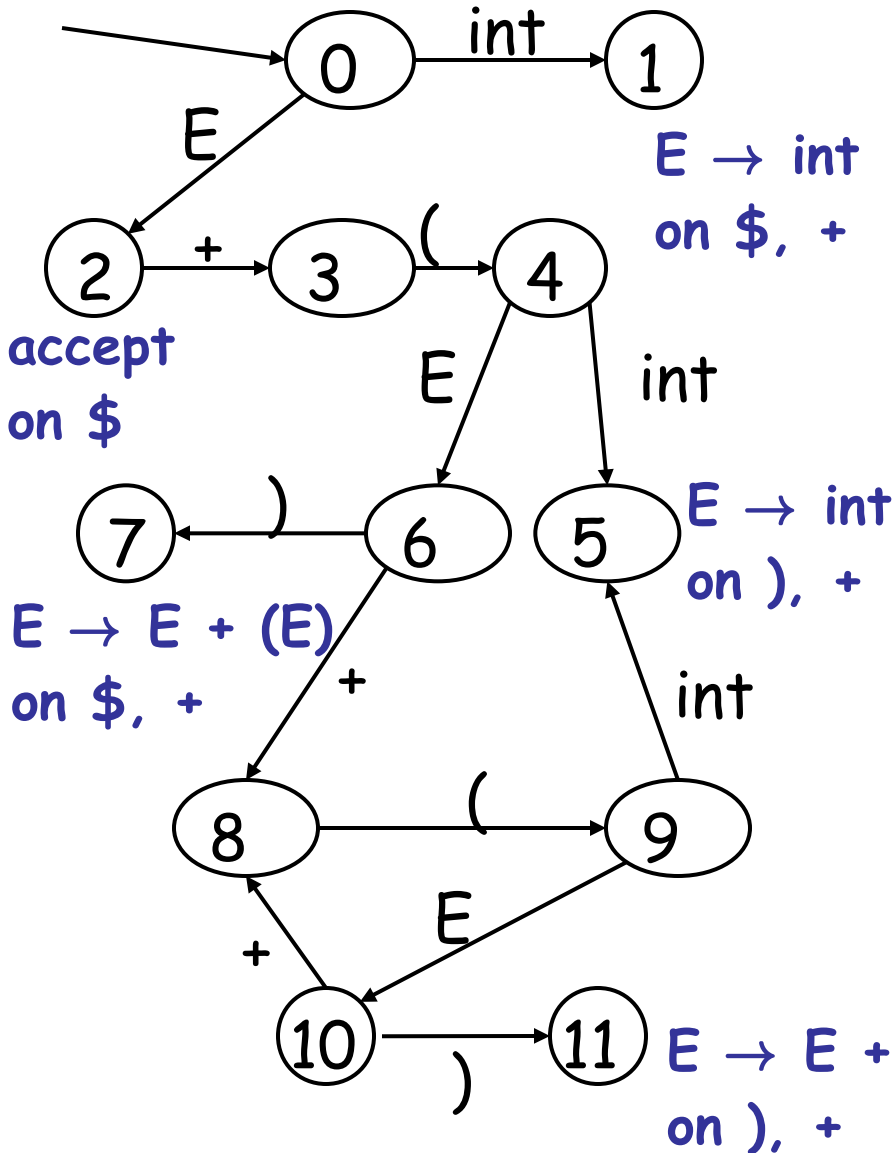 int
0
1
E
E → int
on $, +
+
(
2
3
4
accept
on $
E
int
)
7
6
5
E → int
on ), +
E → E + (E)
on $, +
+
int
(
8
9
E
+
10
11
)
E → E +
on ), +